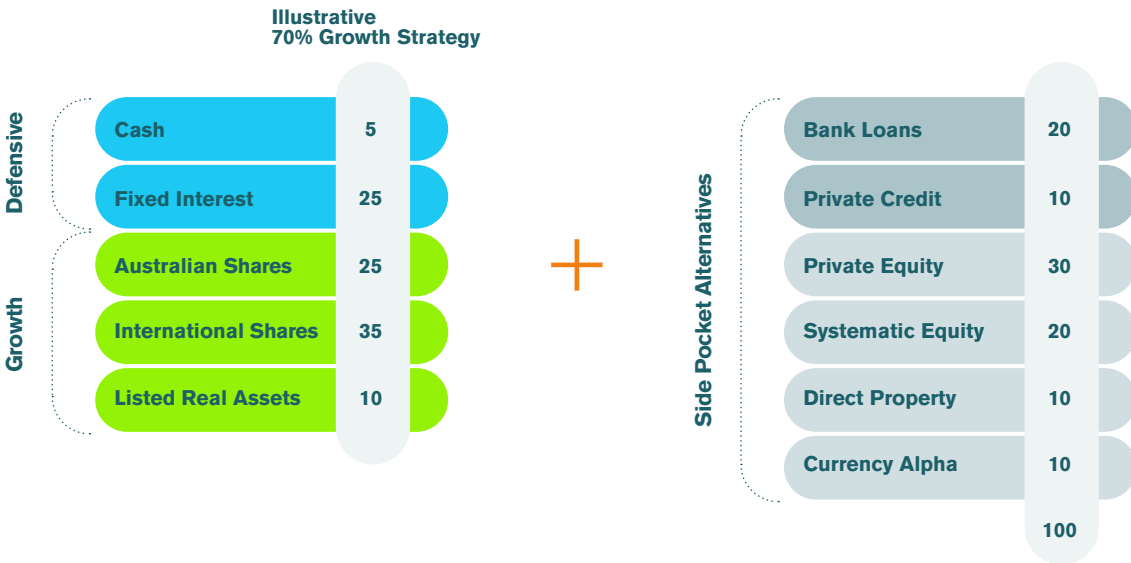 Illustrative
70% Growth Strategy
Defensive
Cash 5
Fixed Interest 25
Growth
Australian Shares 25
International Shares 35
Listed Real Assets 10
+
Side Pocket Alternatives
Bank Loans 20
Private Credit 10
Private Equity 30
Systematic Equity 20
Direct Property 10
Currency Alpha 10
100